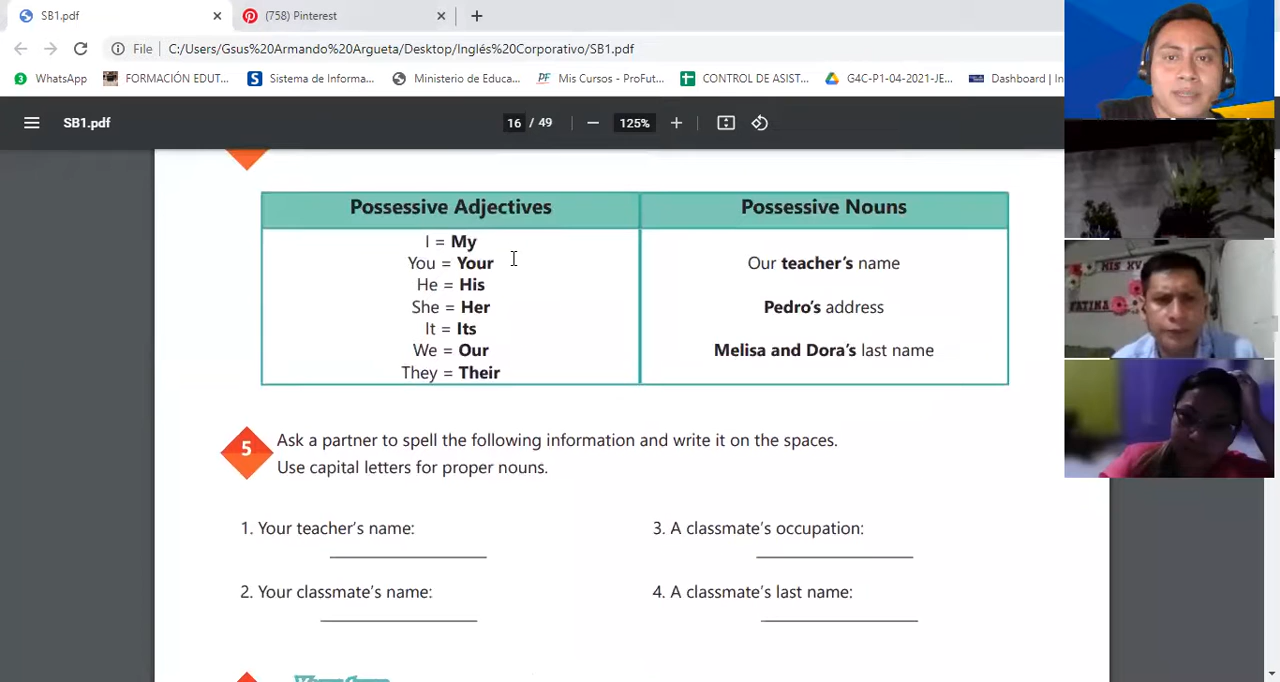 SB1.pdf
(758) Pinterest
File
C:/Users/Gsus%20Armando%20Argueta/Desktop/Inglés%20Corporativo/SB1.pdf
WhatsApp
FORMACIÓN EDUT...
Sistema de Informa...
Ministerio de Educa...
Mis Cursos - ProFut...
CONTROL DE ASIST...
G4C-P1-04-2021-JE...
Dashboard | In
SB1.pdf
16 / 49
125%
Possessive Adjectives
I = My
You = Your
He = His
She = Her
It = Its
We = Our
They = Their
Possessive Nouns
Our teacher's name
Pedro's address
Melisa and Dora's last name
5
Ask a partner to spell the following information and write it on the spaces.
Use capital letters for proper nouns.
1. Your teacher's name:
2. Your classmate's name:
3. A classmate's occupation:
4. A classmate's last name:
MIS XV